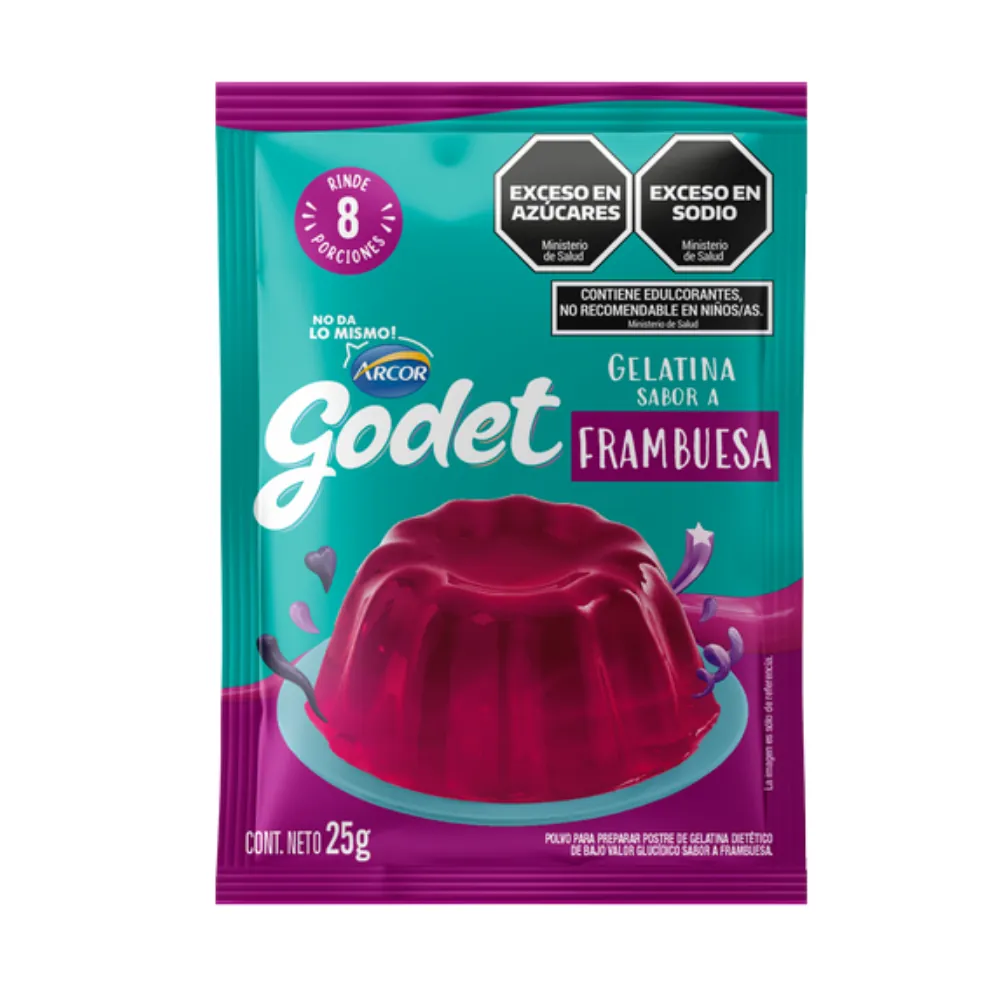 RINDE
8
PORCIONES
EXCESO EN
AZÚCARES
Ministerio
de Salud
EXCESO EN
SODIO
Ministerio
de Salud
CONTIENE EDULCORANTES,
NO RECOMENDABLE EN NIÑOS/AS.
Ministerio de Salud
NO DA
LO MISMO!
ARCOR
Godet
GELATINA
SABOR A
FRAMBUESA
La imagen es sólo de referencia.
CONT. NETO 25g
POLVO PARA PREPARAR POSTRE DE GELATINA DIETÉTICO
DE BAJO VALOR GLUCÍDICO SABOR A FRAMBUESA.